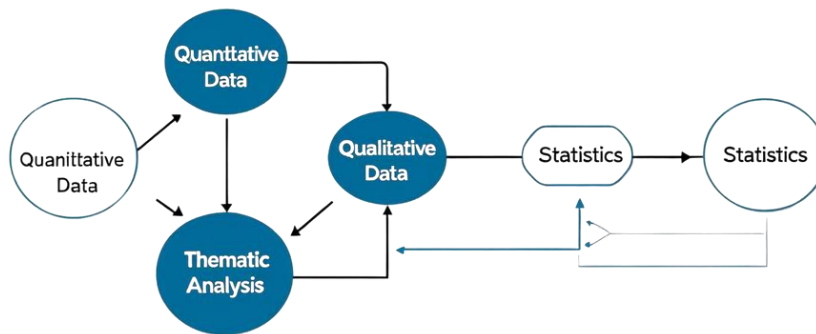 Quanttative
Data
Quanittative
Data
Qualitative
Data
Statistics
Statistics
Thematic
Analysis